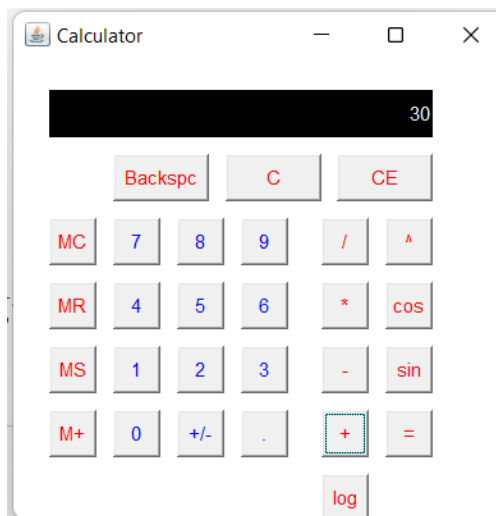 Calculator
30
Backspc C CE
MC 7 8 9 / ^
MR 4 5 6 * cos
MS 1 2 3 - sin
M+ 0 +/- . + =
log